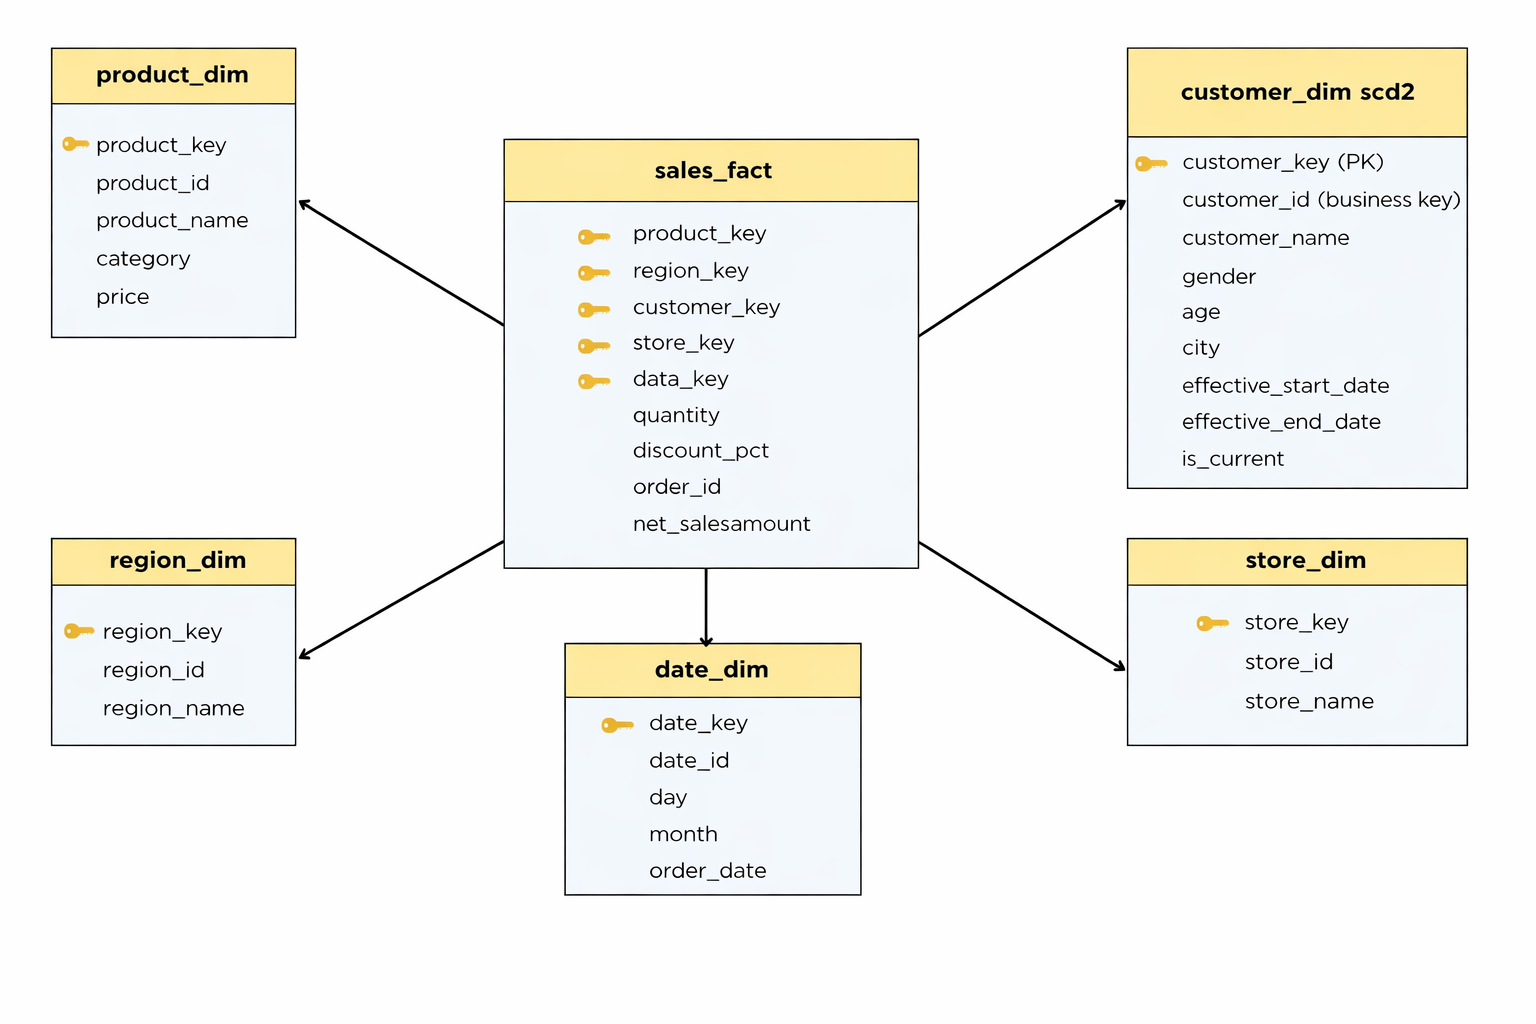 product_dim
product_key
product_id
product_name
category
price
sales_fact
product_key
region_key
customer_key
store_key
data_key
quantity
discount_pct
order_id
net_salesamount
customer_dim scd2
customer_key (PK)
customer_id (business key)
customer_name
gender
age
city
effective_start_date
effective_end_date
is_current
region_dim
region_key
region_id
region_name
date_dim
date_key
date_id
day
month
order_date
store_dim
store_key
store_id
store_name